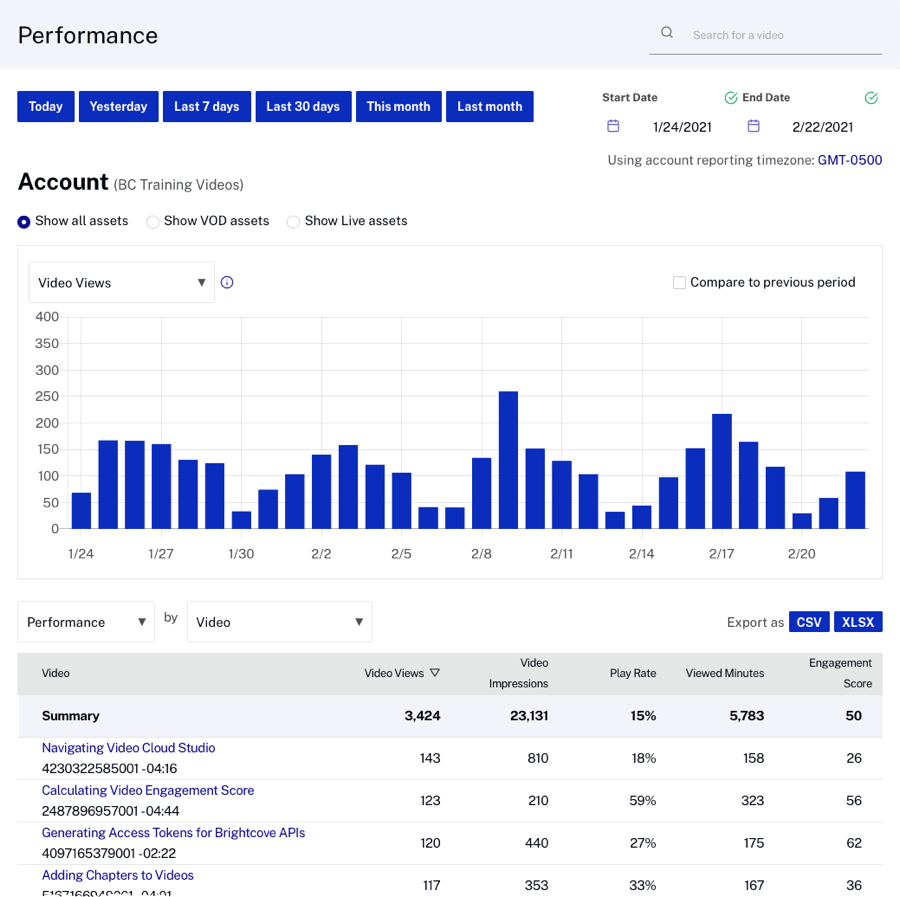 Performance
Search for a video
Today Yesterday Last 7 days Last 30 days This month Last month
Start Date End Date
1/24/2021 2/22/2021
Using account reporting timezone: GMT-0500
Account (BC Training Videos)
Show all assets Show VOD assets Show Live assets
Video Views Compare to previous period
400
350
300
250
200
150
100
50
0
1/24 1/27 1/30 2/2 2/5 2/8 2/11 2/14 2/17 2/20
Performance by Video Export as CSV XLSX
Video Video Views Video Impressions Play Rate Viewed Minutes Engagement Score
Summary 3,424 23,131 15% 5,783 50
Navigating Video Cloud Studio
4230322585001 - 04:16 143 810 18% 158 26
Calculating Video Engagement Score
2487896957001 - 04:44 123 210 59% 323 56
Generating Access Tokens for Brightcove APIs
4097165379001 - 02:22 120 440 27% 175 62
Adding Chapters to Videos
117 353 33% 167 36